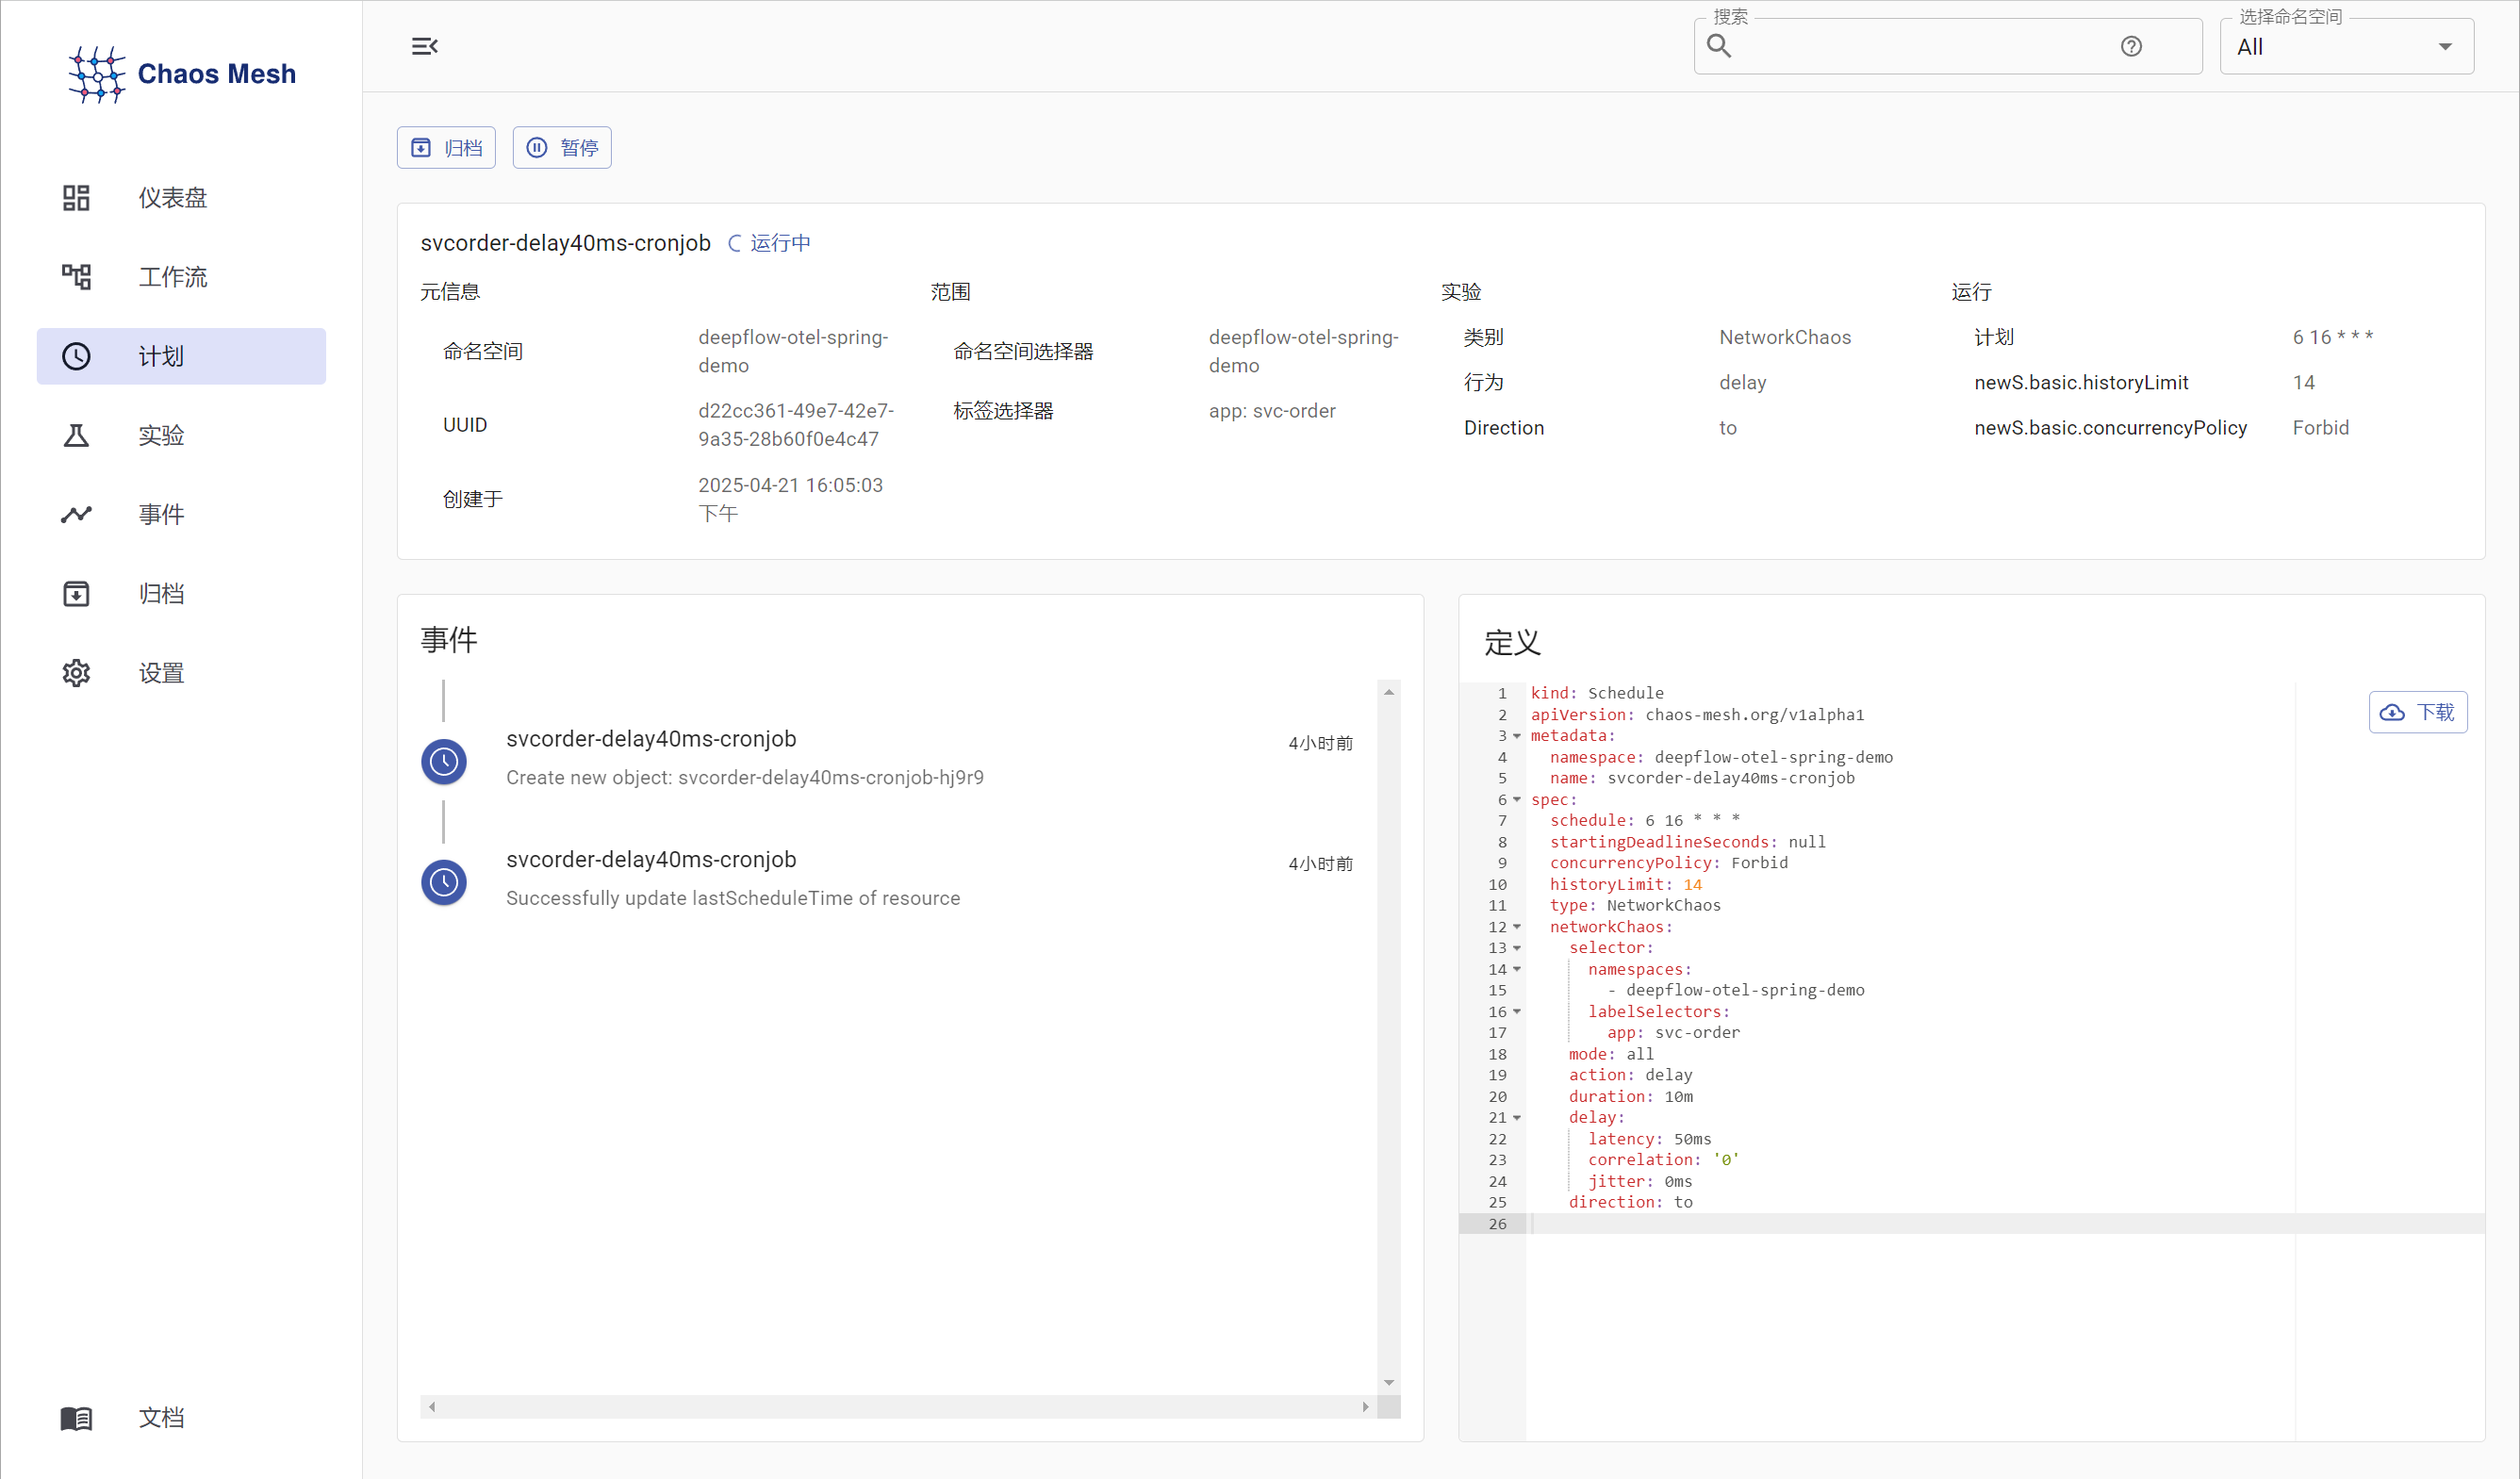 Chaos Mesh
仪表盘
工作流
计划
实验
事件
归档
设置
文档
搜索
选择命名空间
All
归档
暂停
svcorder-delay40ms-cronjob 运行中
元信息
命名空间 deepflow-otel-spring-
demo
UUID d22cc361-49e7-42e7-
9a35-28b60f0e4c47
创建于 2025-04-21 16:05:03
下午
范围
命名空间选择器 deepflow-otel-spring-
demo
标签选择器 app: svc-order
实验
类别 NetworkChaos
行为 delay
Direction to
运行
计划 6 16 * * *
newS.basic.historyLimit 14
newS.basic.concurrencyPolicy Forbid
事件
svcorder-delay40ms-cronjob 4小时前
Create new object: svcorder-delay40ms-cronjob-hj9r9
svcorder-delay40ms-cronjob 4小时前
Successfully update lastScheduleTime of resource
定义
下载
1 kind: Schedule
2 apiVersion: chaos-mesh.org/v1alpha1
3 metadata:
4   namespace: deepflow-otel-spring-demo
5   name: svcorder-delay40ms-cronjob
6 spec:
7   schedule: 6 16 * * *
8   startingDeadlineSeconds: null
9   concurrencyPolicy: Forbid
10   historyLimit: 14
11   type: NetworkChaos
12   networkChaos:
13     selector:
14       namespaces:
15         - deepflow-otel-spring-demo
16       labelSelectors:
17         app: svc-order
18     mode: all
19     action: delay
20     duration: 10m
21     delay:
22       latency: 50ms
23       correlation: '0'
24       jitter: 0ms
25     direction: to
26